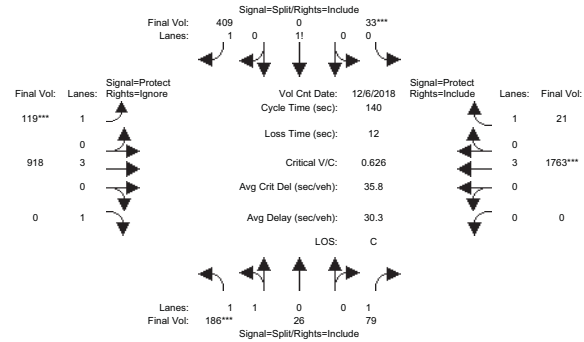 Signal=Split/Rights=Include
Final Vol: 409 0 33***
Lanes: 1 0 1! 0 0
Signal=Protect Signal=Protect
Final Vol: Lanes: Rights=Ignore Vol Cnt Date: 12/6/2018 Rights=Include Lanes: Final Vol:
Cycle Time (sec): 140
119*** 1 1 21
Loss Time (sec): 12
0 0
918 3 Critical V/C: 0.626 3 1763***
0 Avg Crit Del (sec/veh): 35.8 0
0 1 Avg Delay (sec/veh): 30.3 0 0
LOS: C
Lanes: 1 1 0 0 1
Final Vol: 186*** 26 79
Signal=Split/Rights=Include